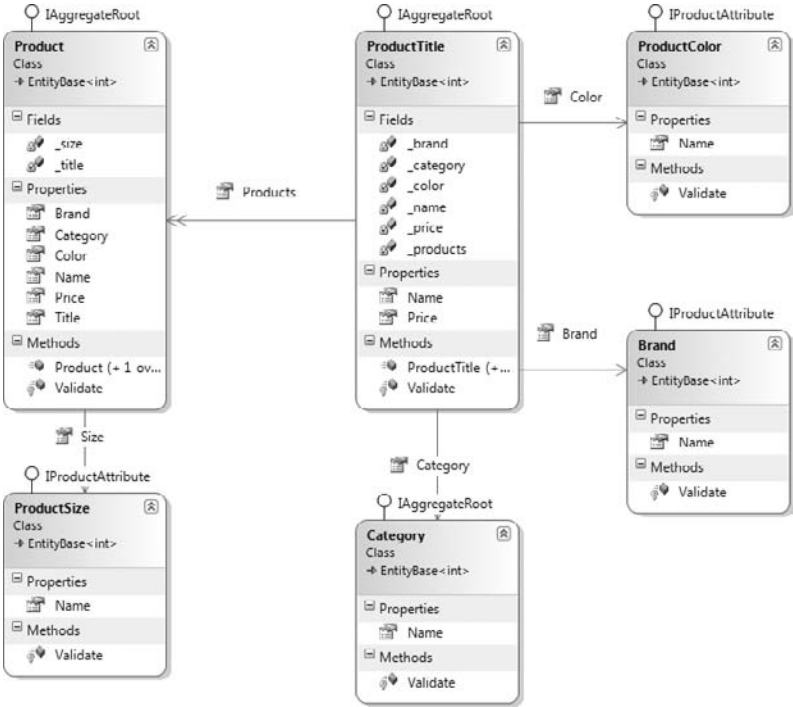 IAggregateRoot
Product
Class
EntityBase<int>
Fields
_size
_title
Properties
Brand
Category
Color
Name
Price
Title
Methods
Product (+ 1 ov...
Validate
Size
Products
IAggregateRoot
ProductTitle
Class
EntityBase<int>
Fields
_brand
_category
_color
_name
_price
_products
Properties
Name
Price
Methods
ProductTitle (+...
Validate
Color
Brand
Category
IProductAttribute
ProductColor
Class
EntityBase<int>
Properties
Name
Methods
Validate
IProductAttribute
Brand
Class
EntityBase<int>
Properties
Name
Methods
Validate
IProductAttribute
ProductSize
Class
EntityBase<int>
Properties
Name
Methods
Validate
IAggregateRoot
Category
Class
EntityBase<int>
Properties
Name
Methods
Validate